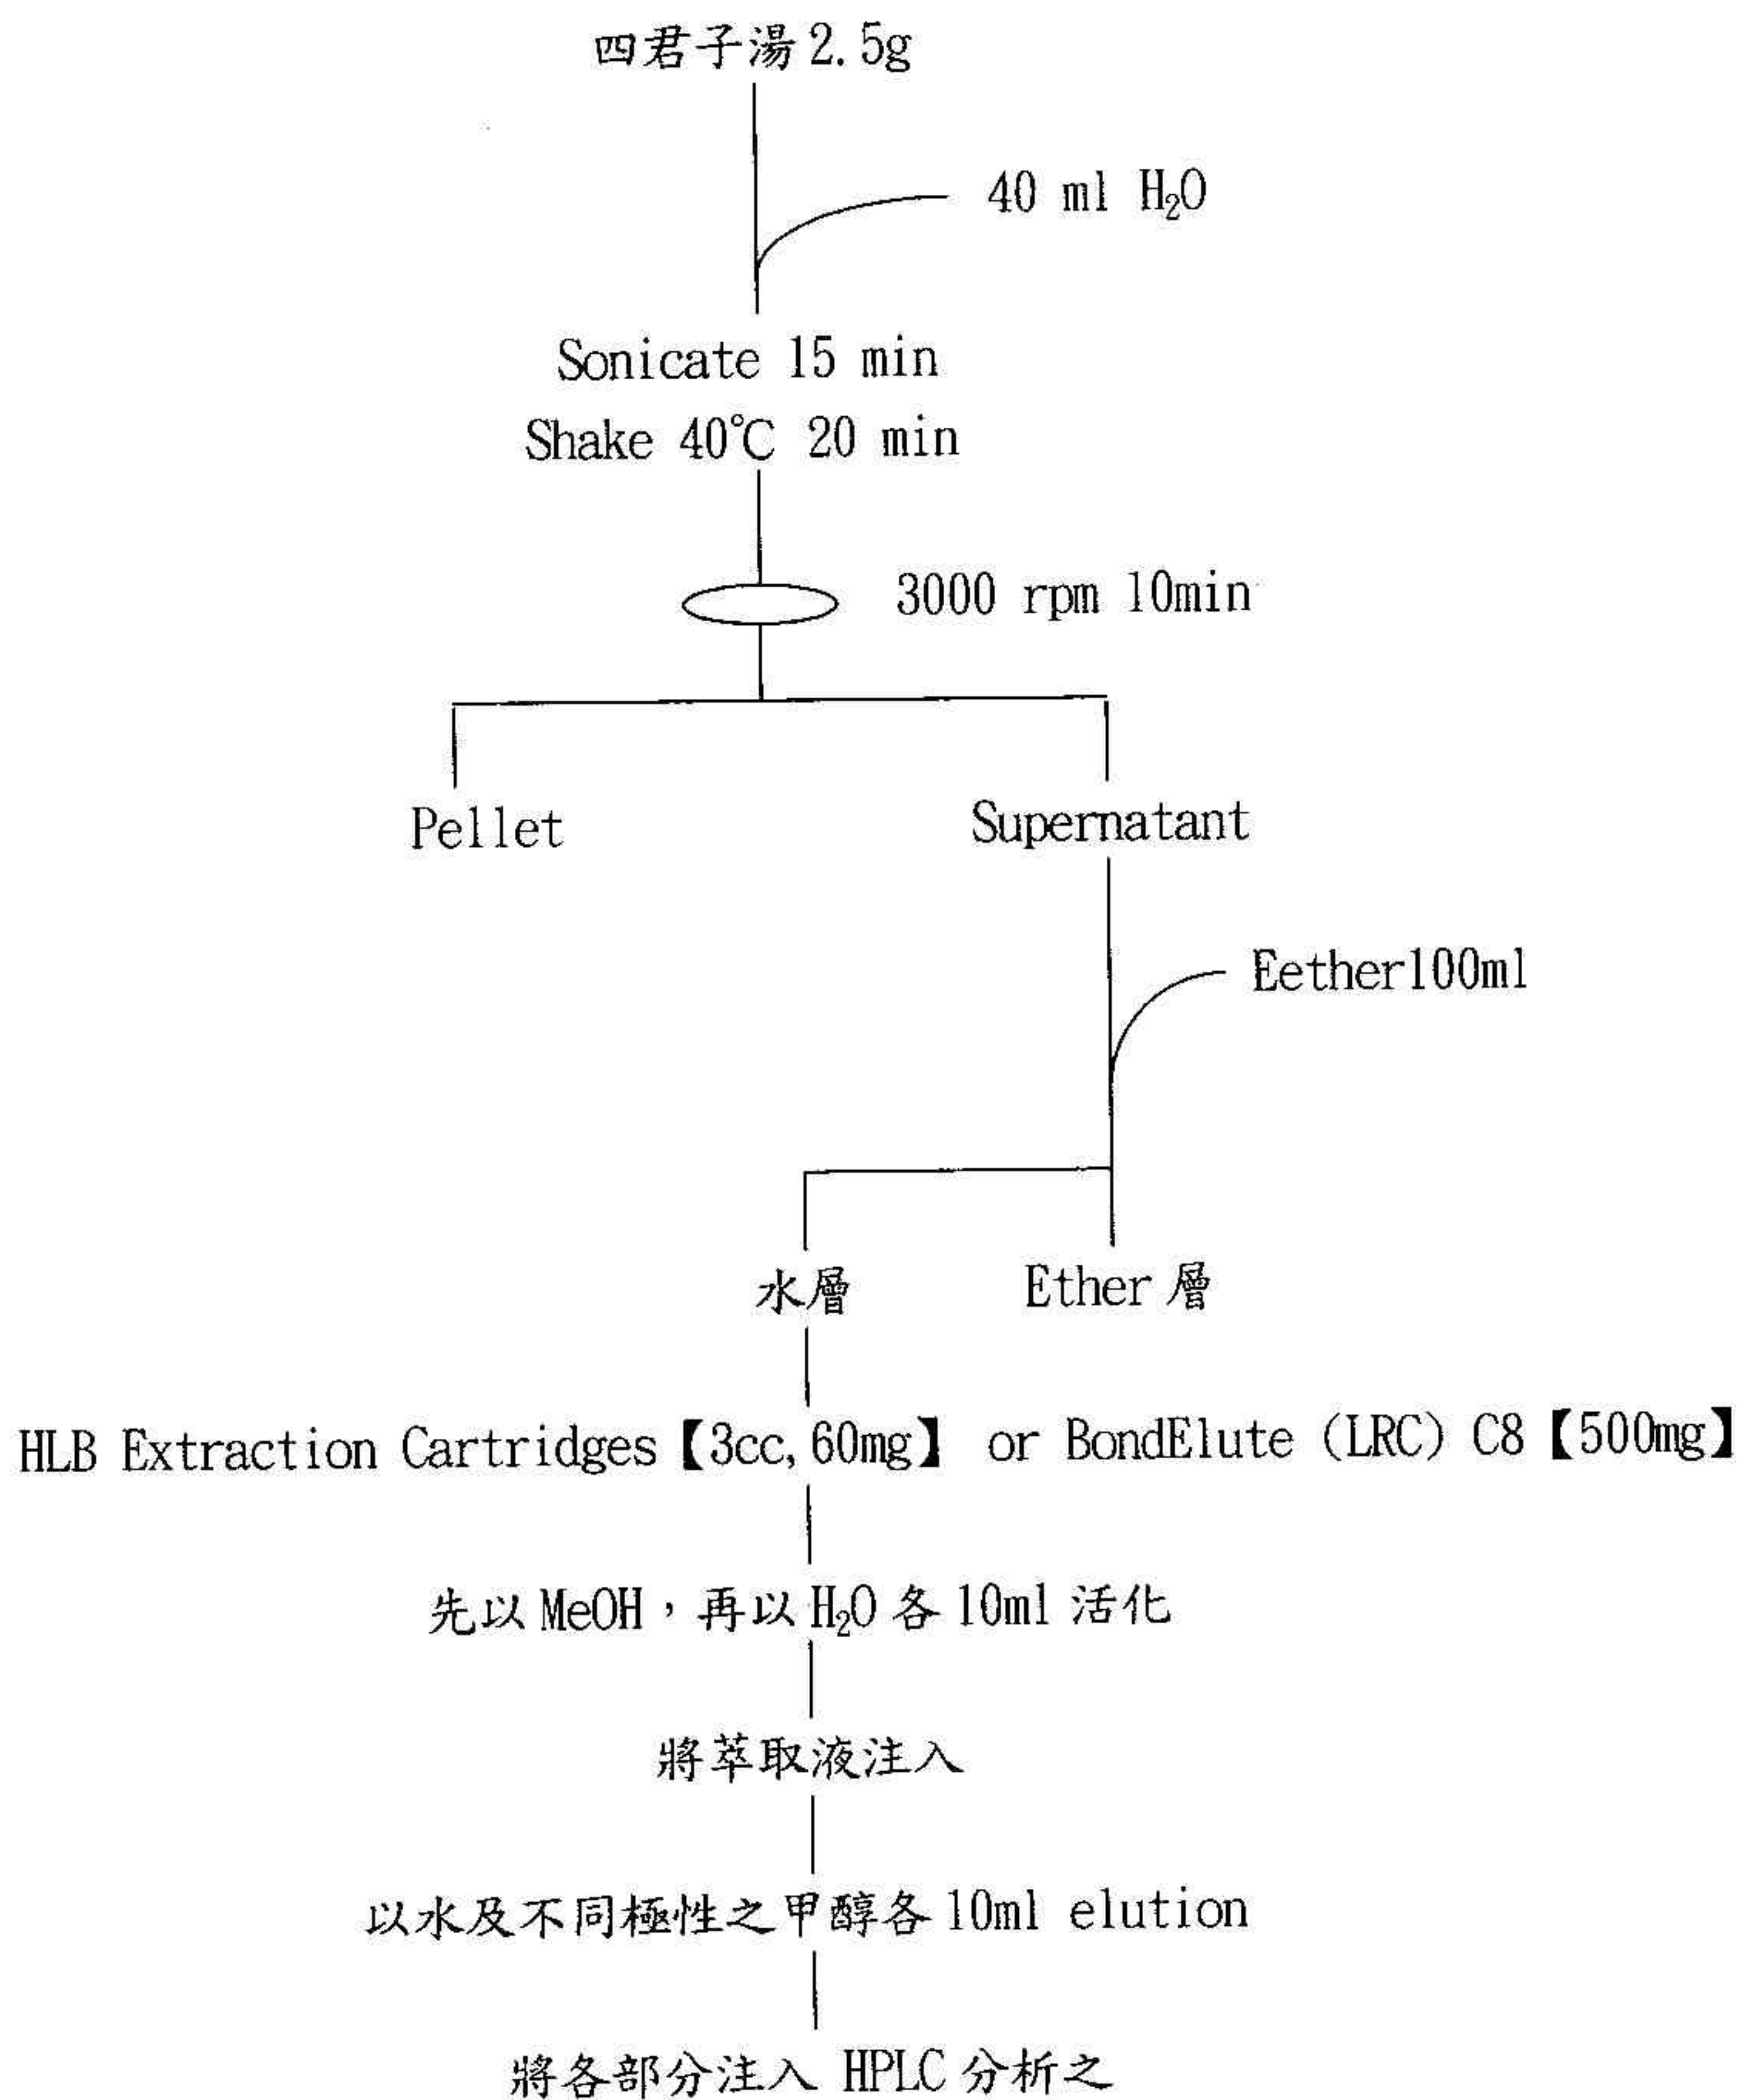 四君子湯2.5g
40 ml H₂O
Sonicate 15 min
Shake 40℃ 20 min
3000 rpm 10min
Pellet
Supernatant
Eether100ml
水層
Ether 層
HLB Extraction Cartridges【3cc, 60mg】 or BondElute (LRC) C8【500mg】
先以MeOH，再以H₂O各10ml活化
將萃取液注入
以水及不同極性之甲醇各10ml elution
將各部分注入 HPLC分析之